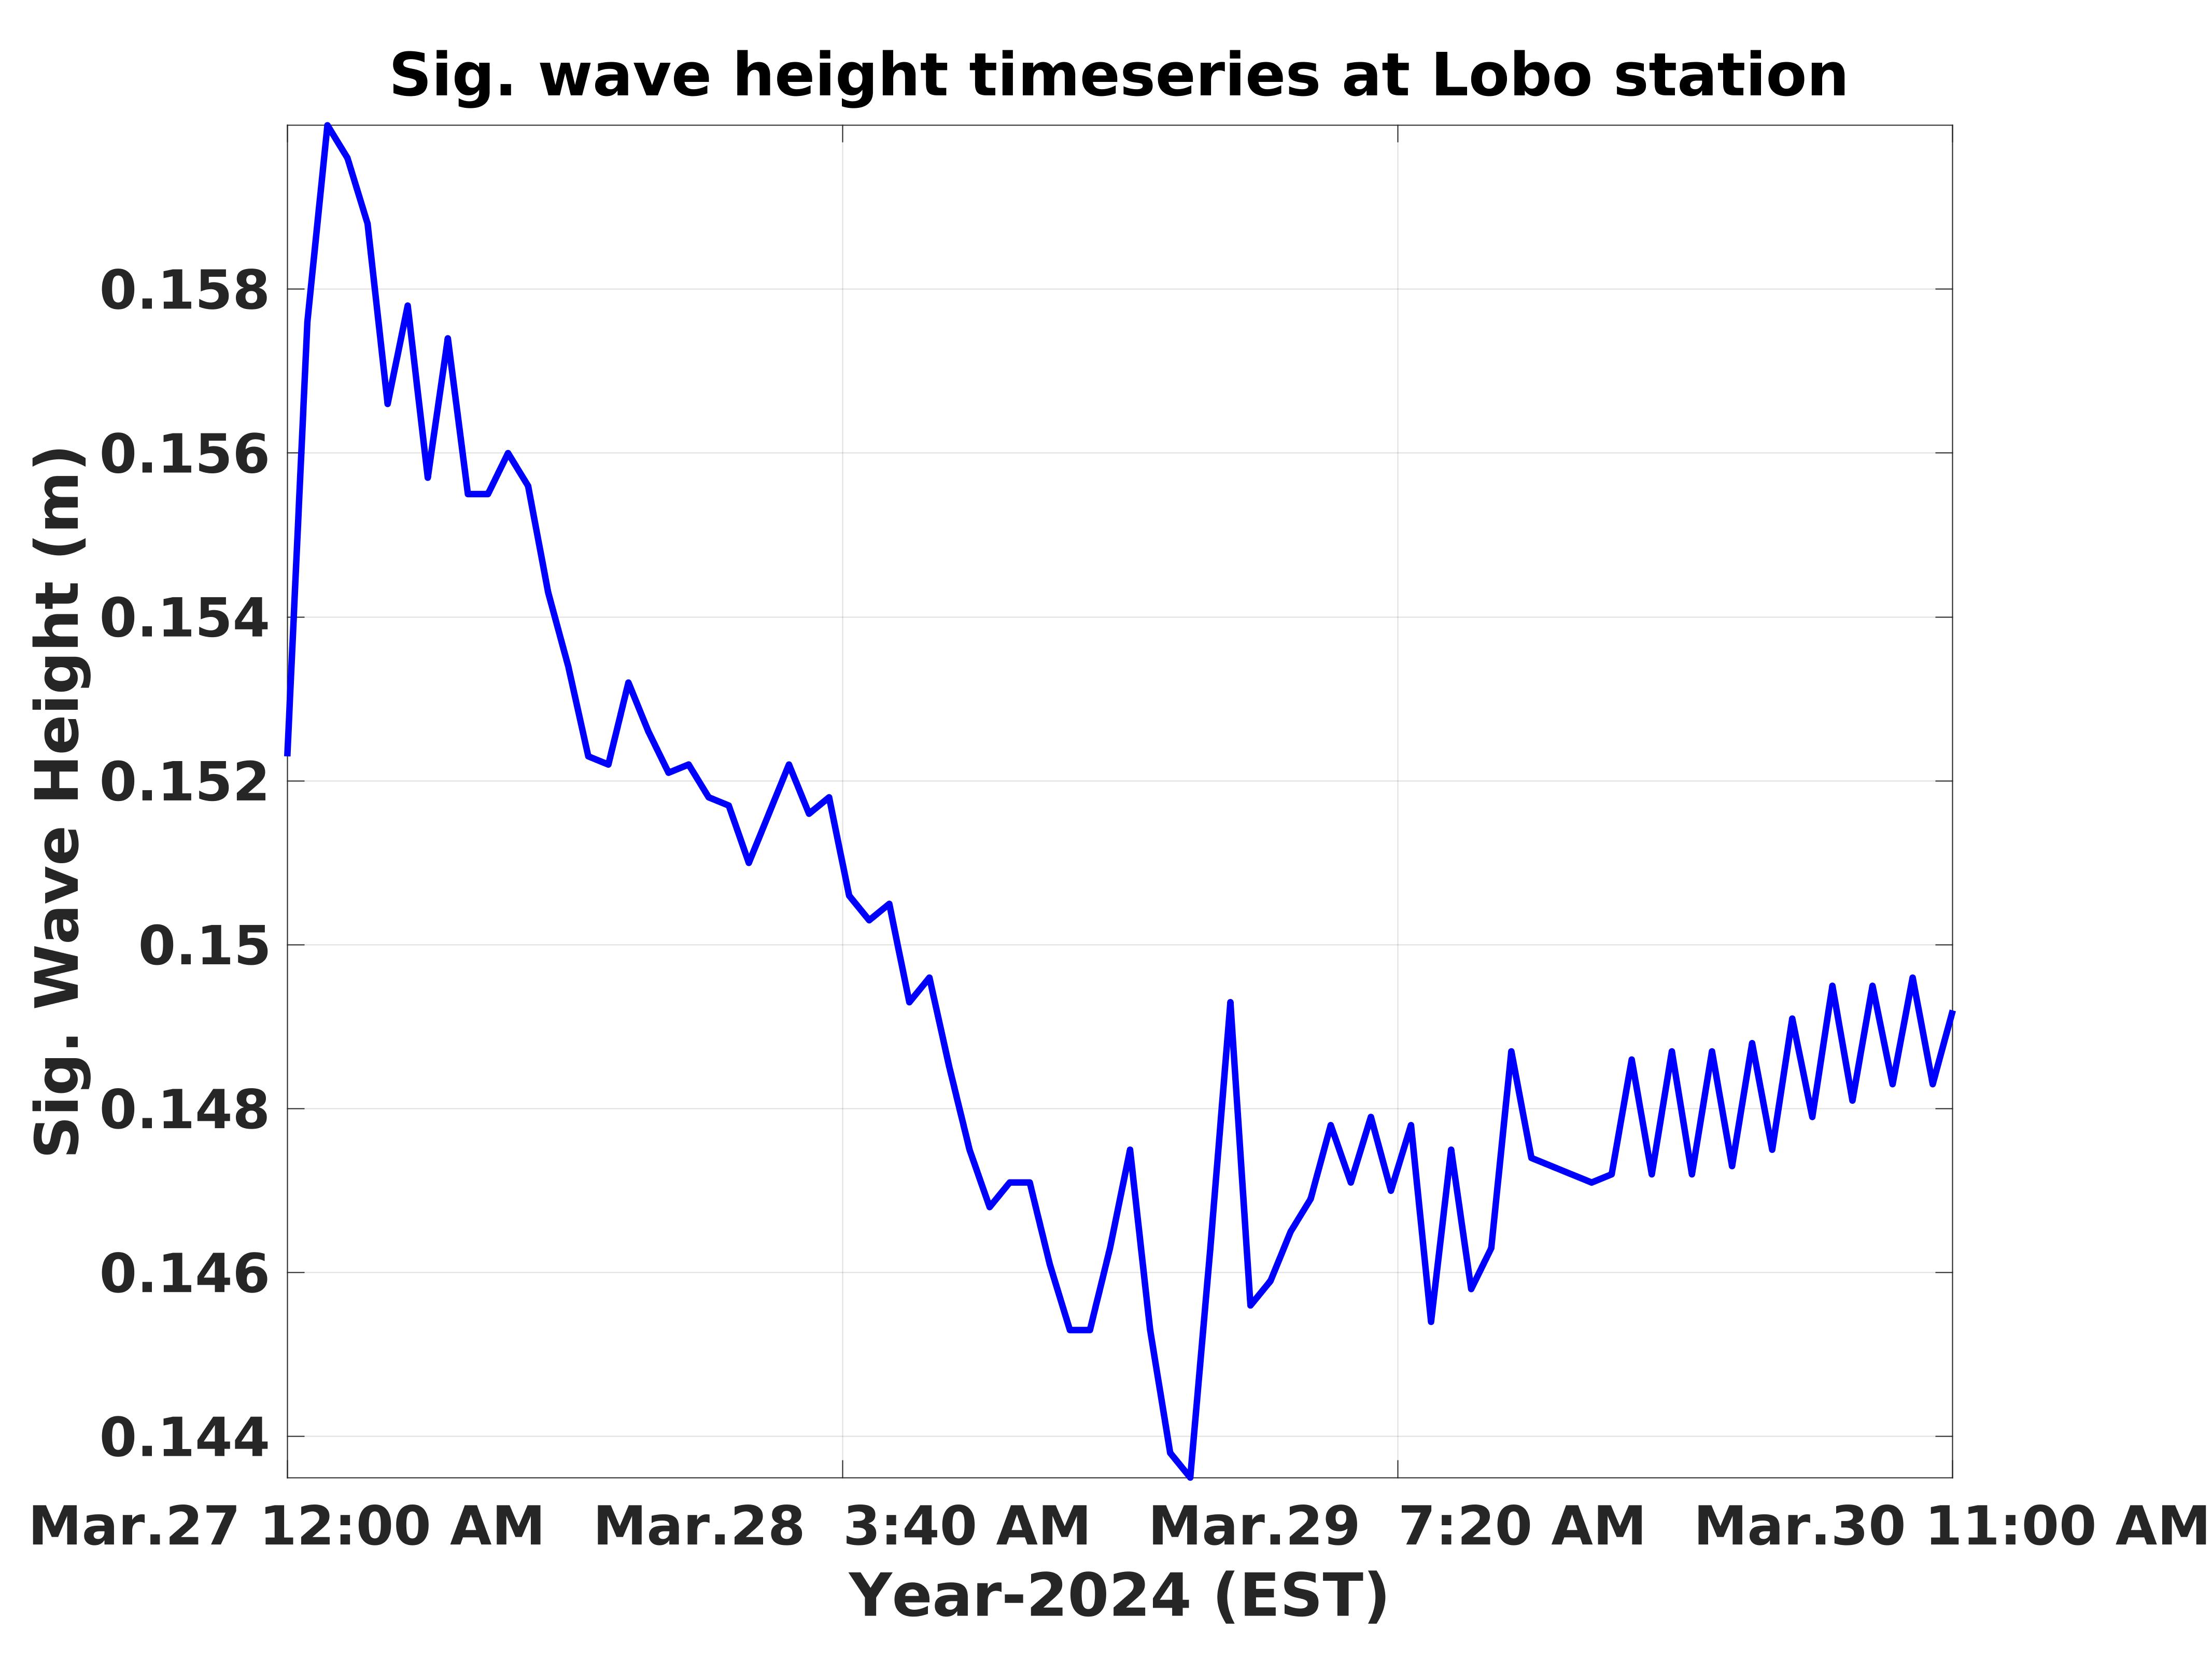 Sig. wave height timeseries at Lobo station
Sig. Wave Height (m)
0.158
0.156
0.154
0.152
0.15
0.148
0.146
0.144
Mar.27 12:00 AM Mar.28 3:40 AM Mar.29 7:20 AM Mar.30 11:00 AM
Year-2024 (EST)